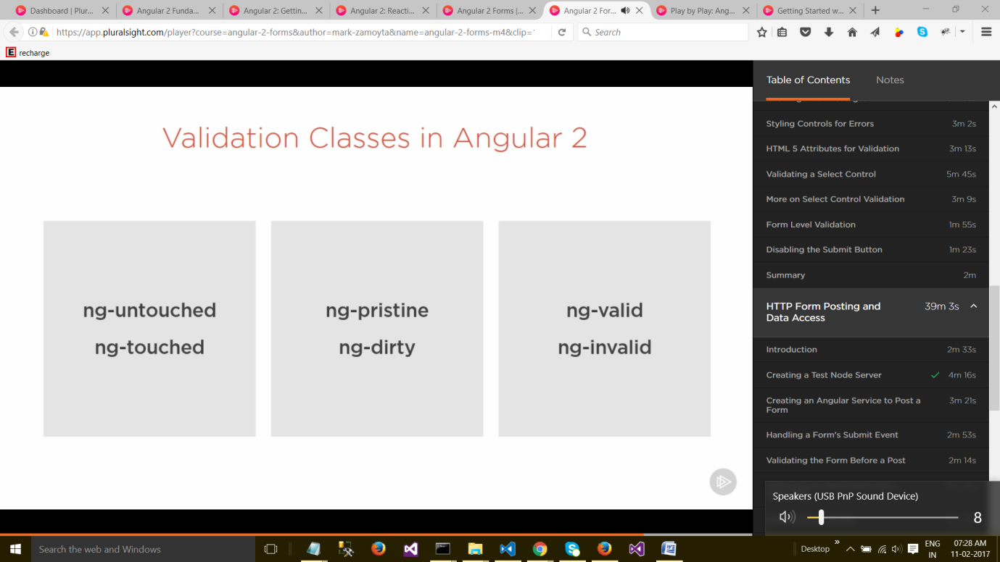 Dashboard | Plur...
Angular 2 Funda...
Angular 2: Gettin...
Angular 2: Reacti...
Angular 2 Forms |...
Angular 2 For...
Play by Play: Ang...
Getting Started w...
https://app.pluralsight.com/player?course=angular-2-forms&author=mark-zamoyta&name=angular-2-forms-m4&clip=
Search
E recharge
Validation Classes in Angular 2
ng-untouched
ng-touched
ng-pristine
ng-dirty
ng-valid
ng-invalid
Table of Contents
Notes
Styling Controls for Errors 3m 2s
HTML 5 Attributes for Validation 3m 13s
Validating a Select Control 5m 45s
More on Select Control Validation 3m 9s
Form Level Validation 1m 55s
Disabling the Submit Button 1m 23s
Summary 2m
HTTP Form Posting and 39m 3s
Data Access
Introduction 2m 33s
Creating a Test Node Server 4m 16s
Creating an Angular Service to Post a 3m 21s
Form
Handling a Form's Submit Event 2m 53s
Validating the Form Before a Post 2m 14s
Speakers (USB PnP Sound Device)
8
Search the web and Windows
Desktop
ENG
IN
07:28 AM
11-02-2017